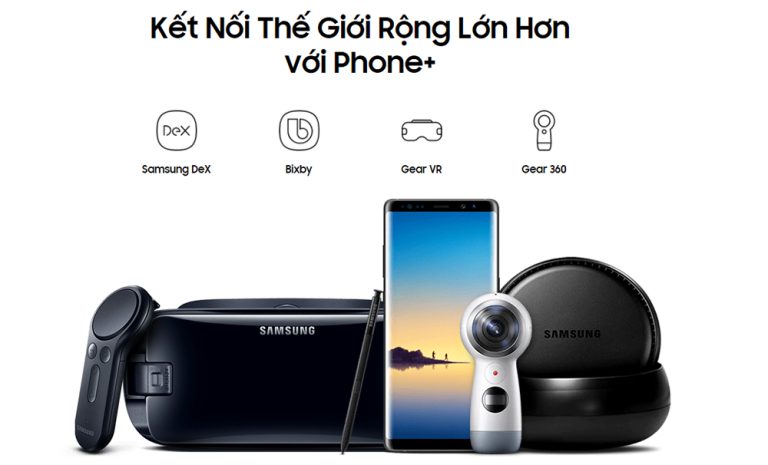 Kết Nối Thế Giới Rộng Lớn Hơn
với Phone+
DeX
Samsung DeX
Bixby
Gear VR
Gear 360
SAMSUNG
SAMSUNG
SAMSUNG